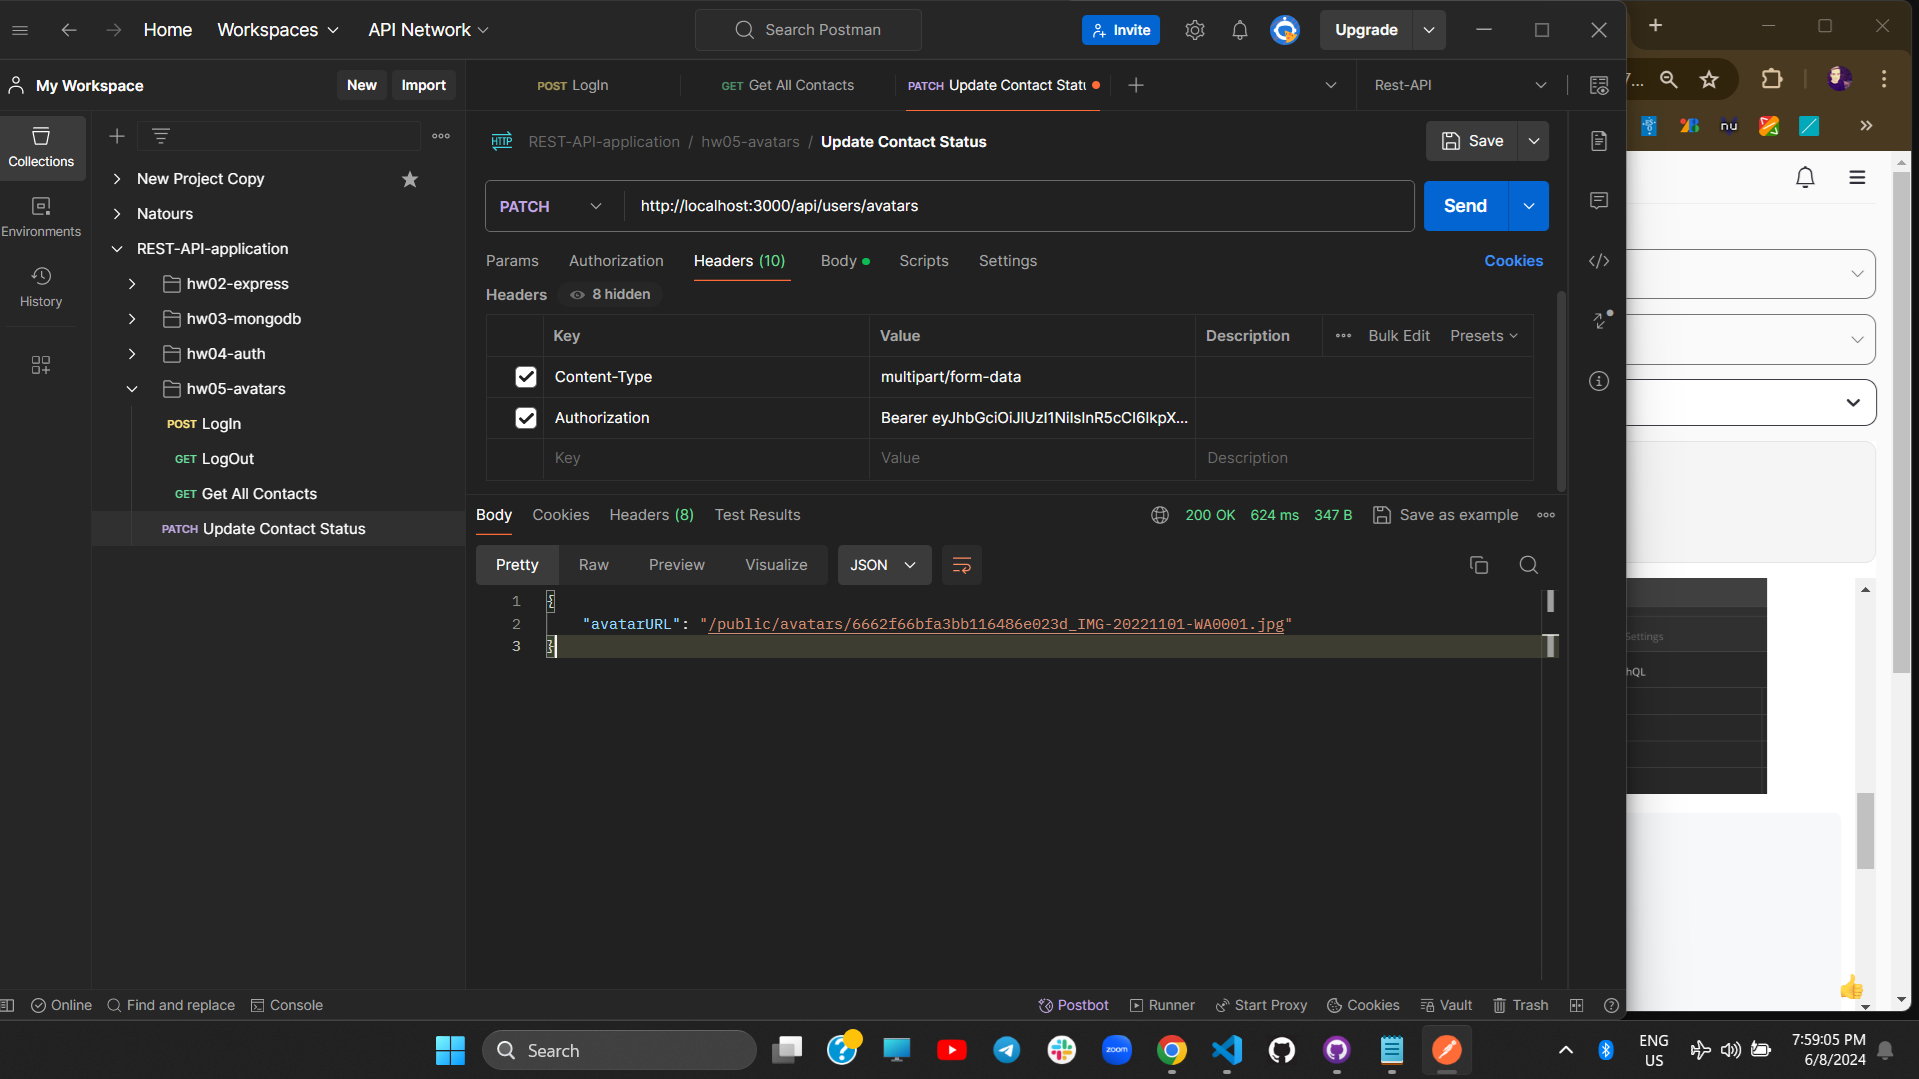 Home
Workspaces
API Network
Search Postman
Invite
Upgrade
My Workspace
New
Import
POST LogIn
GET Get All Contacts
PATCH Update Contact Statu
Rest-API
7...
nu
Collections
Environments
History
New Project Copy
Natours
REST-API-application
hw02-express
hw03-mongodb
hw04-auth
hw05-avatars
POST LogIn
GET LogOut
GET Get All Contacts
PATCH Update Contact Status
HTTP REST-API-application / hw05-avatars / Update Contact Status
Save
PATCH
http://localhost:3000/api/users/avatars
Send
Params
Authorization
Headers (10)
Body
Scripts
Settings
Cookies
Headers
8 hidden
Key
Value
Description
Bulk Edit
Presets
Content-Type
multipart/form-data
Authorization
Bearer eyJhbGciOiJIUzI1NiIsInR5cCI6IkpX...
Key
Value
Description
Body
Cookies
Headers (8)
Test Results
200 OK
624 ms
347 B
Save as example
Pretty
Raw
Preview
Visualize
JSON
1 {
2 "avatarURL": "/public/avatars/6662f66bfa3bb116486e023d_IMG-20221101-WA0001.jpg"
3 }
Settings
hQL
Online
Find and replace
Console
Postbot
Runner
Start Proxy
Cookies
Vault
Trash
Search
zoom
ENG
US
7:59:05 PM
6/8/2024